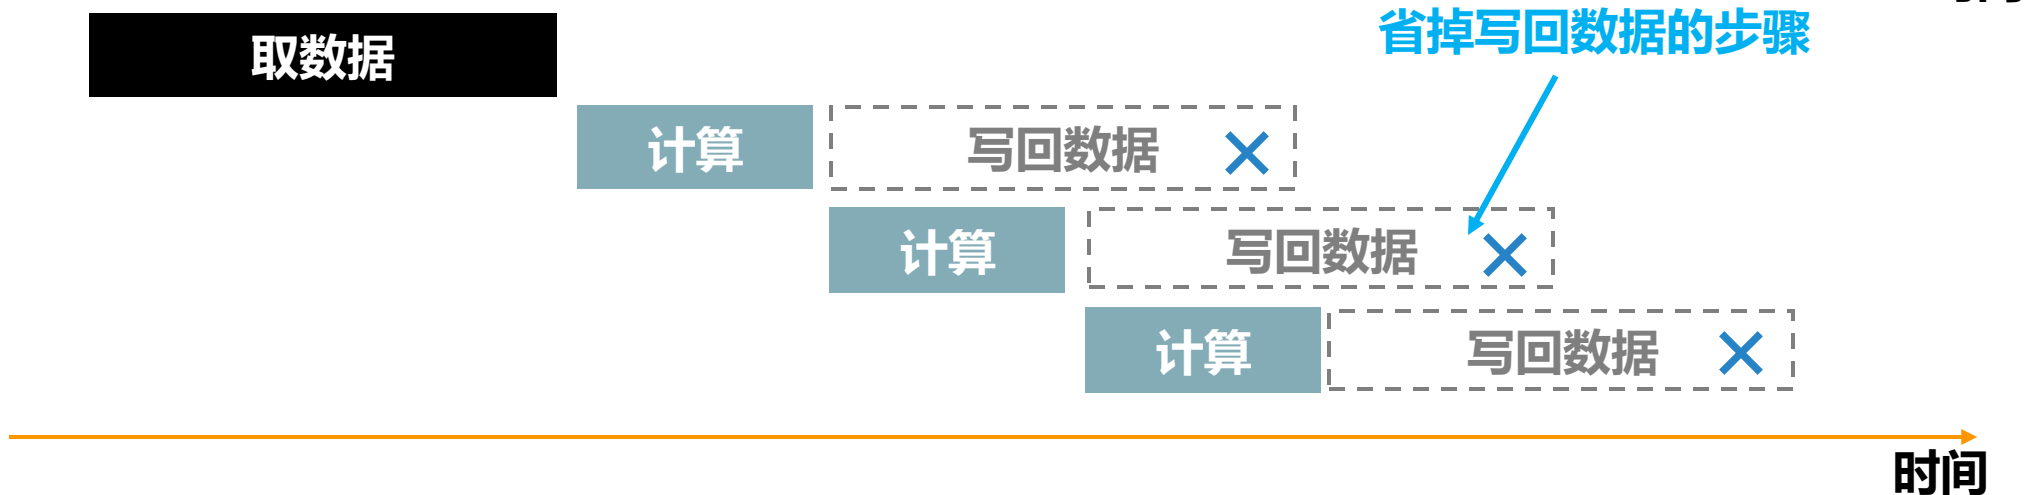 省掉写回数据的步骤
取数据
计算 写回数据
计算 写回数据
计算 写回数据
时间